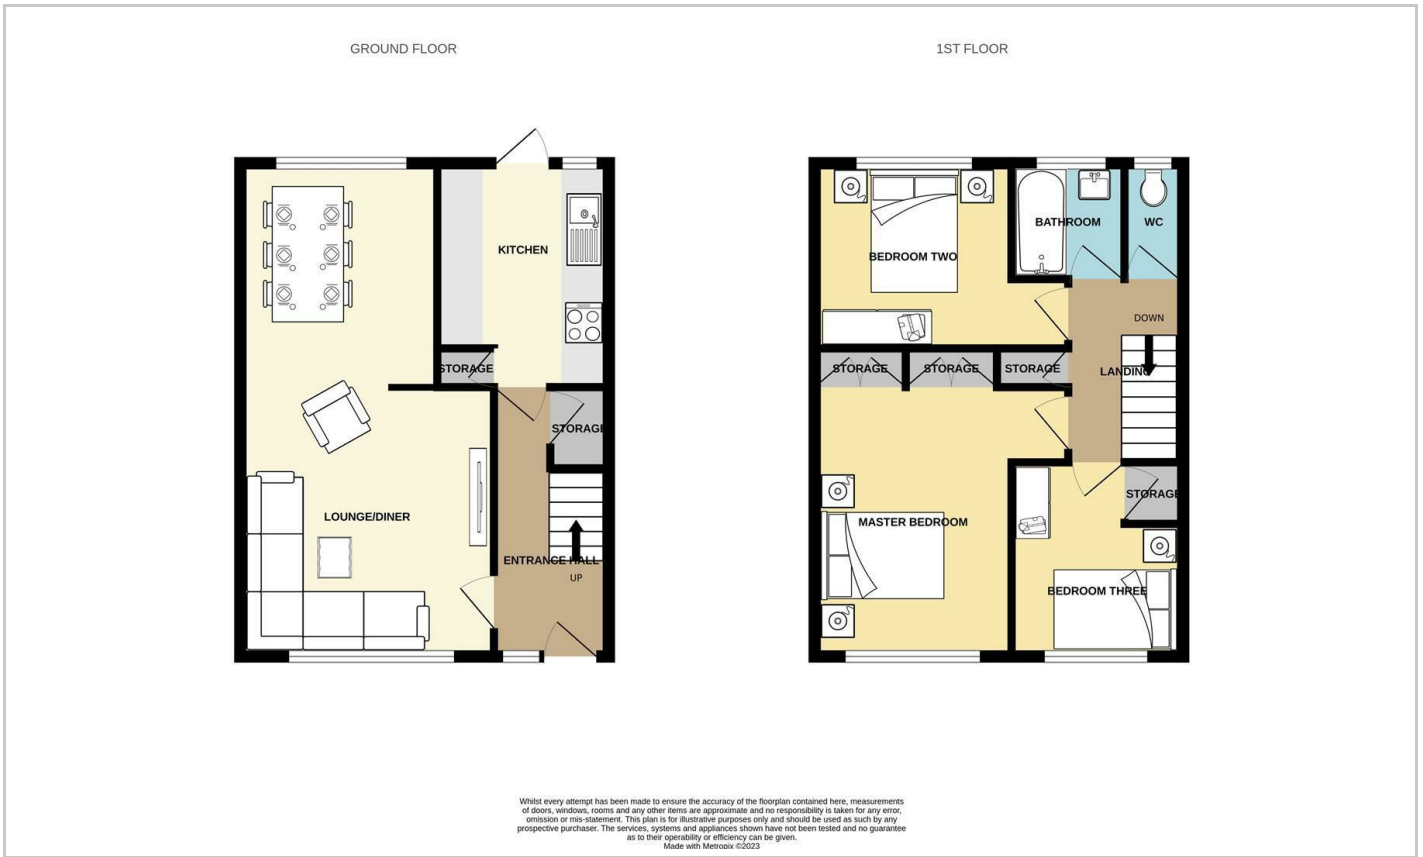 GROUND FLOOR
KITCHEN
STORAGE
STORAGE
LOUNGE/DINER
ENTRANCE HALL
UP
1ST FLOOR
BATHROOM
WC
BEDROOM TWO
DOWN
STORAGE
STORAGE
STORAGE
LANDING
STORAGE
MASTER BEDROOM
BEDROOM THREE
Whilst every attempt has been made to ensure the accuracy of the floorplan contained here, measurements
of doors, windows, rooms and any other items are approximate and no responsibility is taken for any error,
omission or mis-statement. This plan is for illustrative purposes only and should be used as such by any
prospective purchaser. The services, systems and appliances shown have not been tested and no guarantee
as to their operability or efficiency can be given.
Made with Metropix ©2023